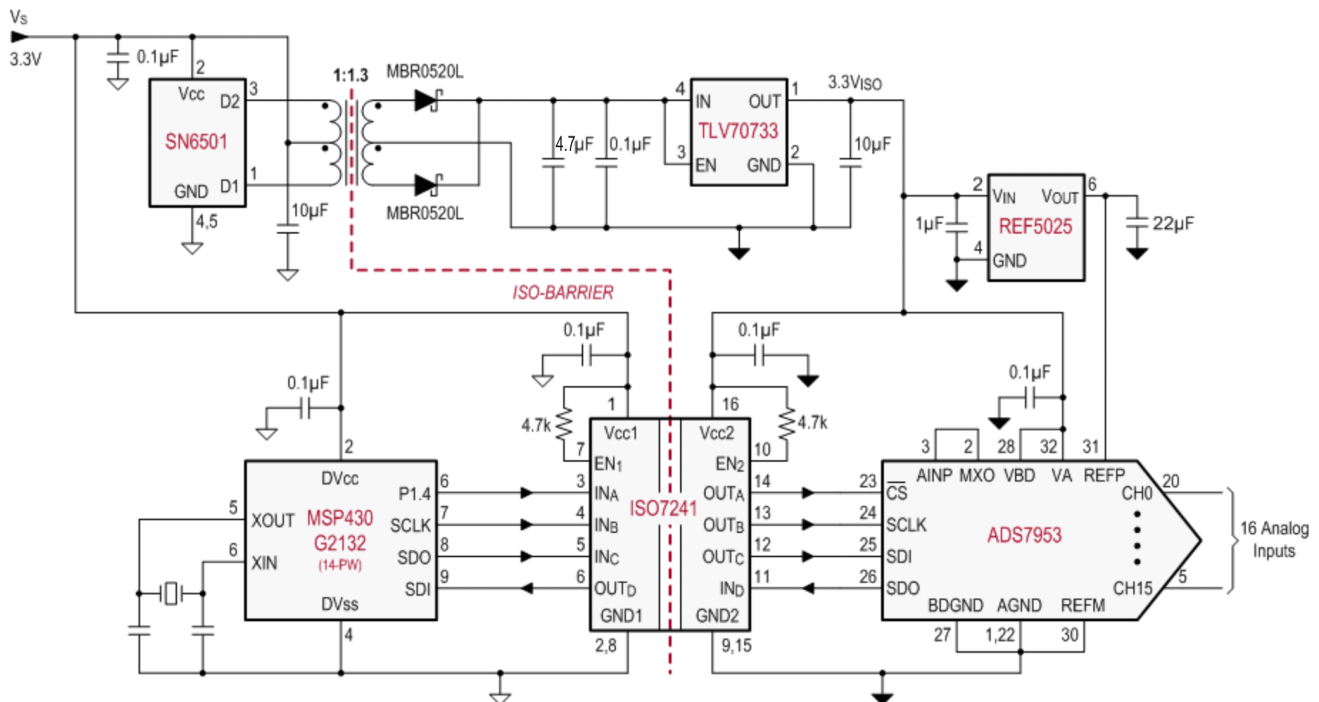 VS
3.3V
0.1µF
2
Vcc
3
D2
SN6501
D1
1
GND
4,5
10µF
1:1.3
MBR0520L
MBR0520L
4.7µF
0.1µF
4
IN
OUT
1
TLV70733
3
EN
GND
2
3.3VISO
10µF
2
VIN
VOUT
6
1µF
REF5025
4
GND
22µF
ISO-BARRIER
0.1µF
0.1µF
0.1µF
0.1µF
4.7k
4.7k
2
DVcc
5
XOUT
6
XIN
MSP430
G2132
(14-PW)
P1.4
6
SCLK
7
SDO
8
SDI
9
DVss
4
1
Vcc1
7
EN1
3
INA
4
INB
5
INC
6
OUTD
GND1
2,8
ISO7241
16
Vcc2
10
EN2
14
OUTA
13
OUTB
12
OUTC
11
IND
GND2
9,15
3
2
28
32
31
AINP
MXO
VBD
VA
REFP
23
CS
24
SCLK
25
SDI
26
SDO
ADS7953
CH0
20
CH15
5
16 Analog
Inputs
BDGND
AGND
REFM
27
1,22
30